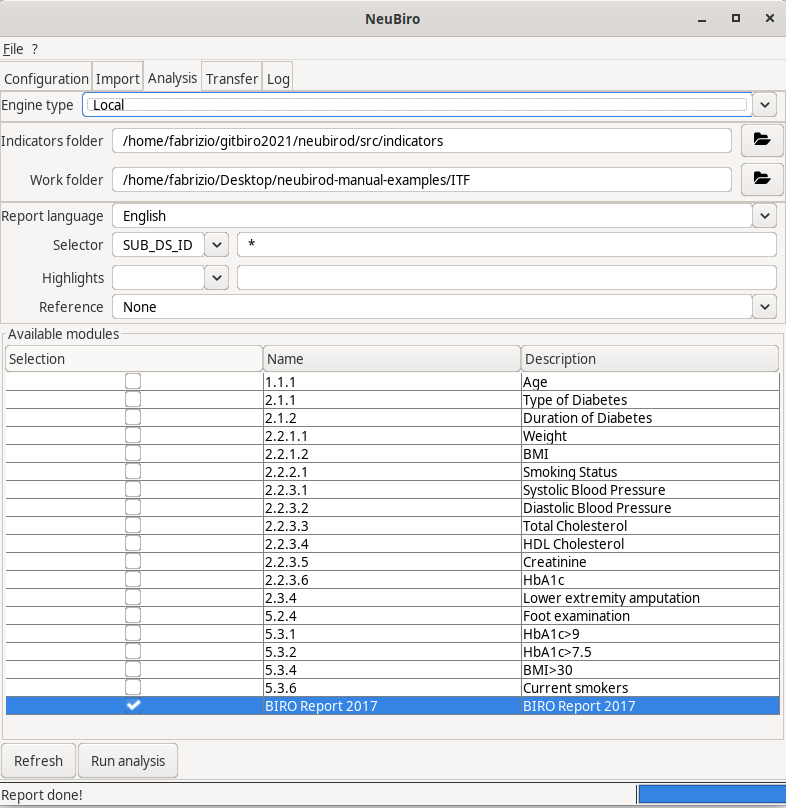 NeuBiro
File ?
Configuration Import Analysis Transfer Log
Engine type Local
Indicators folder /home/fabrizio/gitbiro2021/neubirod/src/indicators
Work folder /home/fabrizio/Desktop/neubirod-manual-examples/ITF
Report language English
Selector SUB_DS_ID *
Highlights
Reference None
Available modules
Selection Name Description
1.1.1 Age
2.1.1 Type of Diabetes
2.1.2 Duration of Diabetes
2.2.1.1 Weight
2.2.1.2 BMI
2.2.2.1 Smoking Status
2.2.3.1 Systolic Blood Pressure
2.2.3.2 Diastolic Blood Pressure
2.2.3.3 Total Cholesterol
2.2.3.4 HDL Cholesterol
2.2.3.5 Creatinine
2.2.3.6 HbA1c
2.3.4 Lower extremity amputation
5.2.4 Foot examination
5.3.1 HbA1c>9
5.3.2 HbA1c>7.5
5.3.4 BMI>30
5.3.6 Current smokers
BIRO Report 2017 BIRO Report 2017
Refresh Run analysis
Report done!